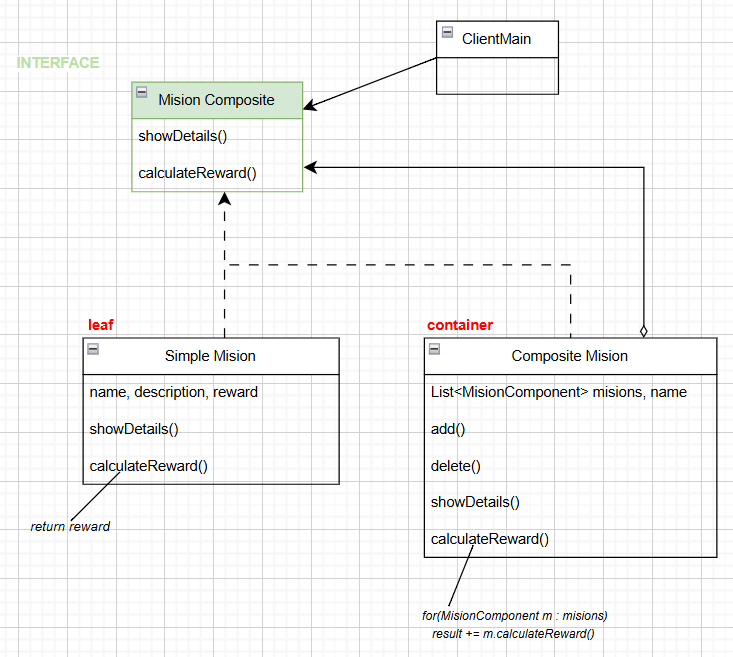 ClientMain
INTERFACE
Mision Composite
showDetails()
calculateReward()
leaf
Simple Mision
name, description, reward
showDetails()
calculateReward()
return reward
container
Composite Mision
List<MisionComponent> misions, name
add()
delete()
showDetails()
calculateReward()
for(MisionComponent m : misions)
result += m.calculateReward()